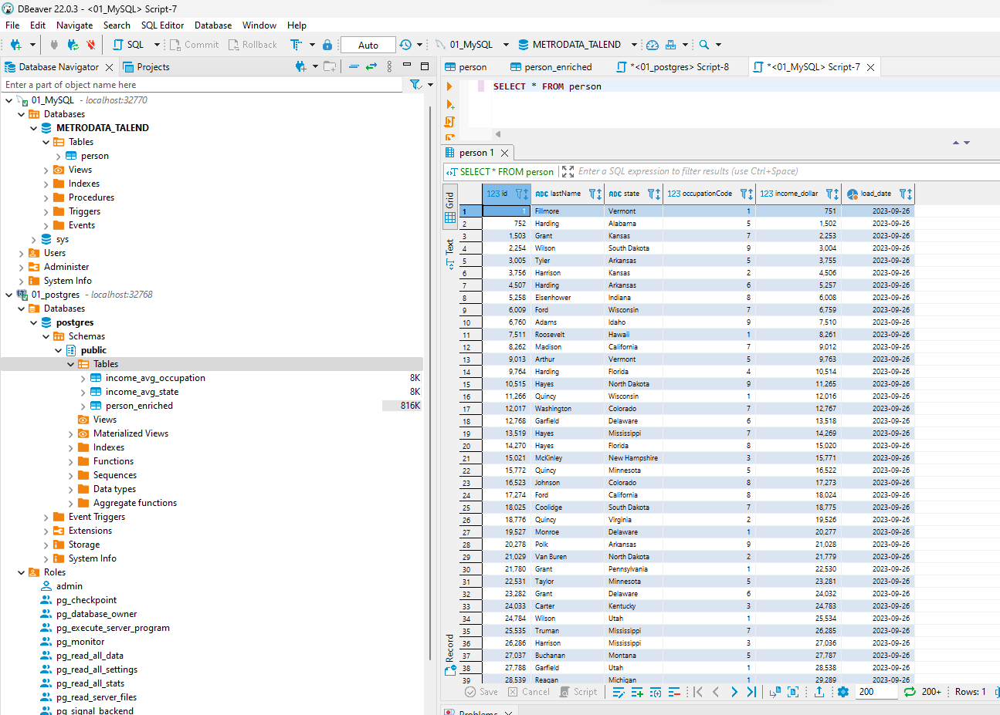 DBeaver 22.0.3 - <01_MySQL> Script-7
File Edit Navigate Search SQL Editor Database Window Help
SQL Commit Rollback Auto 01_MySQL METRODATA_TALEND
Database Navigator Projects
Enter a part of object name here
01_MySQL - localhost:32770
Databases
METRODATA_TALEND
Tables
person
Views
Indexes
Procedures
Triggers
Events
sys
Users
Administer
System Info
01_postgres - localhost:32768
Databases
postgres
Schemas
public
Tables
income_avg_occupation 8K
income_avg_state 8K
person_enriched 816K
Views
Materialized Views
Indexes
Functions
Sequences
Data types
Aggregate functions
Event Triggers
Extensions
Storage
System Info
Roles
admin
pg_checkpoint
pg_database_owner
pg_execute_server_program
pg_monitor
pg_read_all_data
pg_read_all_settings
pg_read_all_stats
pg_read_server_files
pg_signal_backend
person person_enriched *<01_postgres> Script-8 *<01_MySQL> Script-7
SELECT * FROM person
person 1
SELECT * FROM person Enter a SQL expression to filter results (use Ctrl+Space)
Grid
Text
Record
123 id ABC lastName ABC state 123 occupationCode 123 income_dollar load_date
1 1 Fillmore Vermont 1 751 2023-09-26
2 752 Harding Alabama 5 1,502 2023-09-26
3 1,503 Grant Kansas 7 2,253 2023-09-26
4 2,254 Wilson South Dakota 9 3,004 2023-09-26
5 3,005 Tyler Arkansas 5 3,755 2023-09-26
6 3,756 Harrison Kansas 2 4,506 2023-09-26
7 4,507 Harding Arkansas 6 5,257 2023-09-26
8 5,258 Eisenhower Indiana 8 6,008 2023-09-26
9 6,009 Ford Wisconsin 7 6,759 2023-09-26
10 6,760 Adams Idaho 9 7,510 2023-09-26
11 7,511 Roosevelt Hawaii 1 8,261 2023-09-26
12 8,262 Madison California 7 9,012 2023-09-26
13 9,013 Arthur Vermont 5 9,763 2023-09-26
14 9,764 Harding Florida 4 10,514 2023-09-26
15 10,515 Hayes North Dakota 9 11,265 2023-09-26
16 11,266 Quincy Wisconsin 1 12,016 2023-09-26
17 12,017 Washington Colorado 7 12,767 2023-09-26
18 12,768 Garfield Delaware 6 13,518 2023-09-26
19 13,519 Hayes Mississippi 7 14,269 2023-09-26
20 14,270 Hayes Florida 8 15,020 2023-09-26
21 15,021 McKinley New Hampshire 3 15,771 2023-09-26
22 15,772 Quincy Minnesota 5 16,522 2023-09-26
23 16,523 Johnson Colorado 8 17,273 2023-09-26
24 17,274 Ford California 8 18,024 2023-09-26
25 18,025 Coolidge South Dakota 7 18,775 2023-09-26
26 18,776 Quincy Virginia 2 19,526 2023-09-26
27 19,527 Monroe Delaware 1 20,277 2023-09-26
28 20,278 Polk Arkansas 9 21,028 2023-09-26
29 21,029 Van Buren North Dakota 2 21,779 2023-09-26
30 21,780 Grant Pennsylvania 1 22,530 2023-09-26
31 22,531 Taylor Minnesota 5 23,281 2023-09-26
32 23,282 Grant Delaware 6 24,032 2023-09-26
33 24,033 Carter Kentucky 3 24,783 2023-09-26
34 24,784 Wilson Utah 1 25,534 2023-09-26
35 25,535 Truman Mississippi 7 26,285 2023-09-26
36 26,286 Harrison Mississippi 3 27,036 2023-09-26
37 27,037 Buchanan Montana 5 27,787 2023-09-26
38 27,788 Garfield Utah 1 28,538 2023-09-26
39 28,539 Reagan Michigan 1 29,289 2023-09-26
Save Cancel Script 200 200+ Rows: 1
Problems